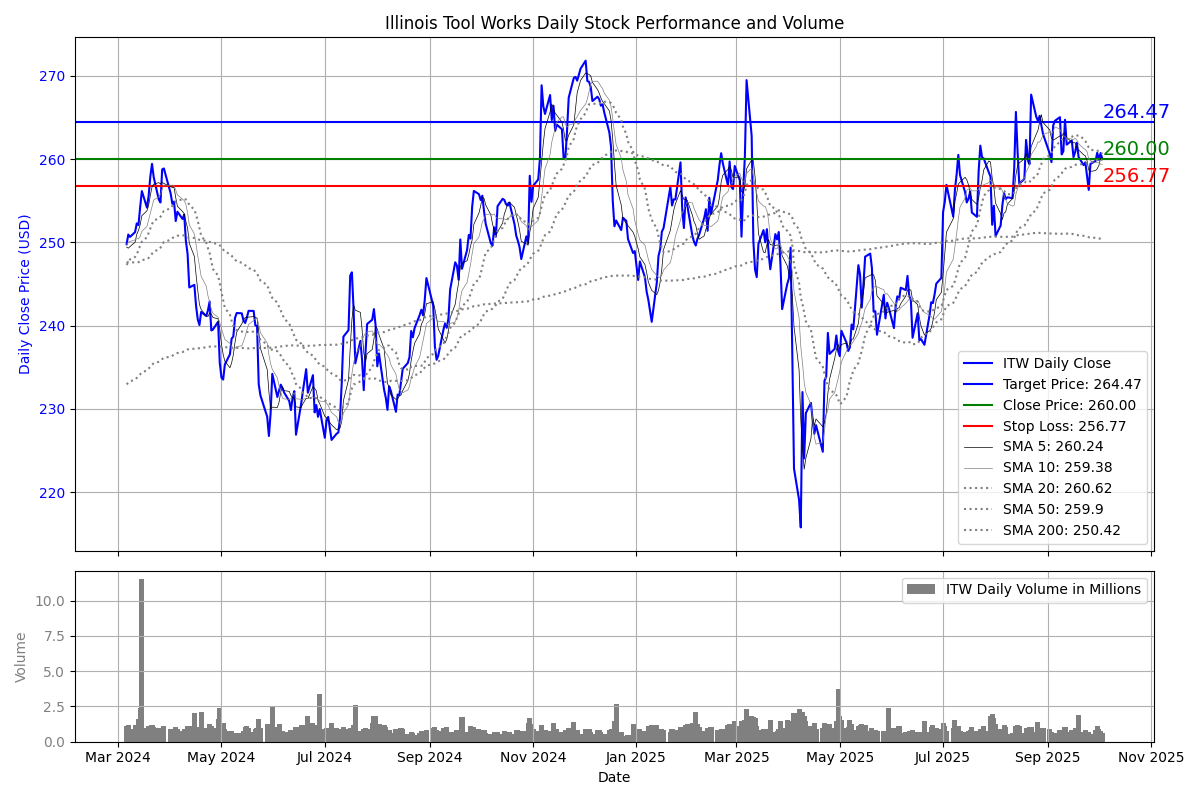 Illinois Tool Works Daily Stock Performance and Volume
Daily Close Price (USD)
270
260
250
240
230
220
264.47
260.00
256.77
ITW Daily Close
Target Price: 264.47
Close Price: 260.00
Stop Loss: 256.77
SMA 5: 260.24
SMA 10: 259.38
SMA 20: 260.62
SMA 50: 259.9
SMA 200: 250.42
Volume
10.0
7.5
5.0
2.5
0.0
ITW Daily Volume in Millions
Mar 2024 May 2024 Jul 2024 Sep 2024 Nov 2024 Jan 2025 Mar 2025 May 2025 Jul 2025 Sep 2025 Nov 2025
Date